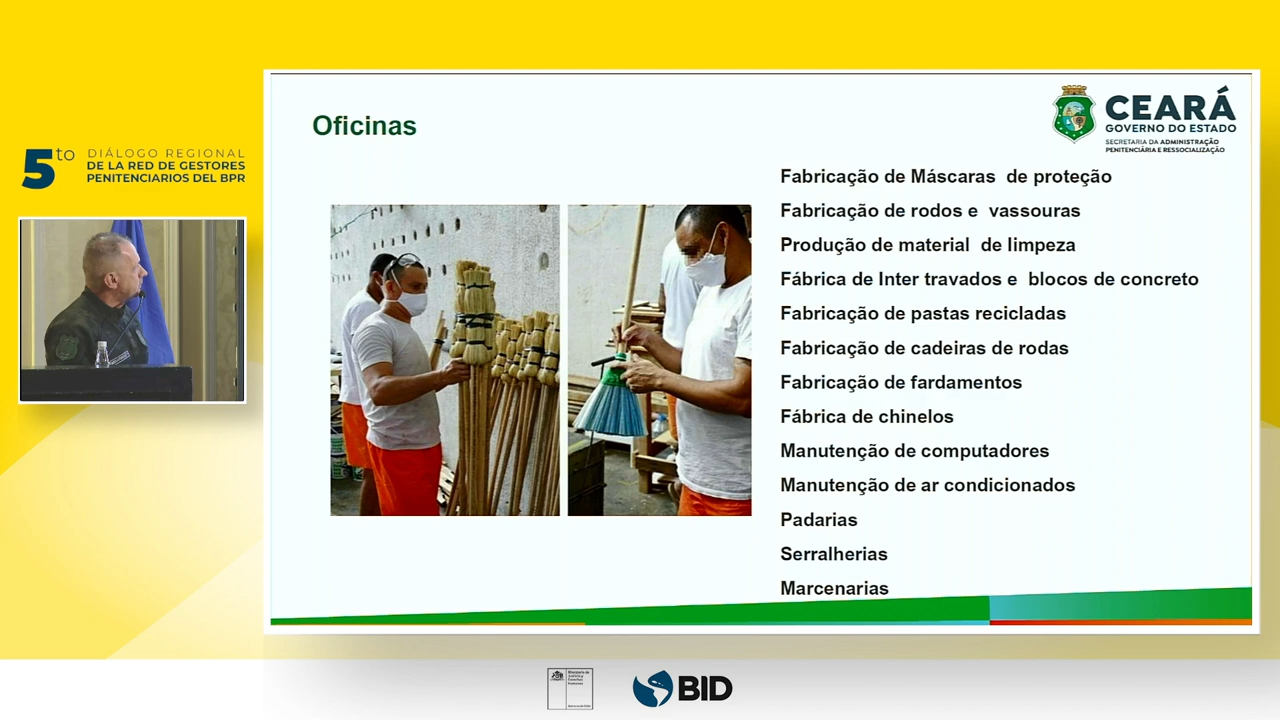 5to
DIÁLOGO REGIONAL
DE LA RED DE GESTORES
PENITENCIARIOS DEL BPR
Oficinas
CEARÁ
GOVERNO DO ESTADO
SECRETARIA DA ADMINISTRAÇÃO
PENITENCIÁRIA E RESSOCIALIZAÇÃO
Fabricação de Máscaras de proteção
Fabricação de rodos e vassouras
Produção de material de limpeza
Fábrica de Inter travados e blocos de concreto
Fabricação de pastas recicladas
Fabricação de cadeiras de rodas
Fabricação de fardamentos
Fábrica de chinelos
Manutenção de computadores
Manutenção de ar condicionados
Padarias
Serralherias
Marcenarias
BID